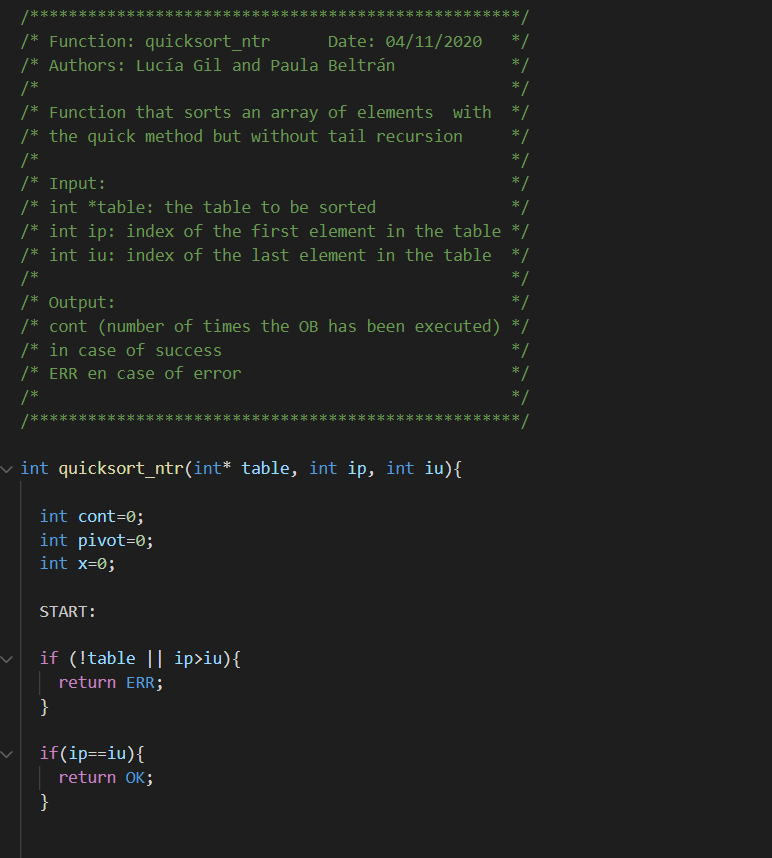 /***************************************************/
/* Function: quicksort_ntr      Date: 04/11/2020   */
/* Authors: Lucía Gil and Paula Beltrán            */
/*                                                 */
/* Function that sorts an array of elements  with  */
/* the quick method but without tail recursion     */
/*                                                 */
/* Input:                                          */
/* int *table: the table to be sorted              */
/* int ip: index of the first element in the table */
/* int iu: index of the last element in the table  */
/*                                                 */
/* Output:                                         */
/* cont (number of times the OB has been executed) */
/* in case of success                              */
/* ERR en case of error                            */
/*                                                 */
/***************************************************/
int quicksort_ntr(int* table, int ip, int iu){
  int cont=0;
  int pivot=0;
  int x=0;
  START:
  if (!table || ip>iu){
    return ERR;
  }
  if(ip==iu){
    return OK;
  }